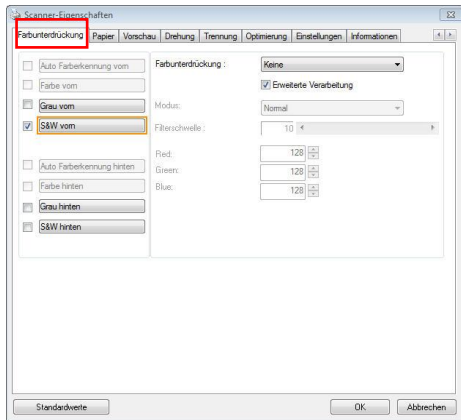 Scanner-Eigenschaften
Farbunterdrückung Papier Vorschau Drehung Trennung Optimierung Einstellungen Informationen
Auto Farberkennung vorn
Farbe vorn
Grau vorn
S&W vorn
Auto Farberkennung hinten
Farbe hinten
Grau hinten
S&W hinten
Farbunterdrückung : Keine
Erweiterte Verarbeitung
Modus: Normal
Filterschwelle : 10
Red: 128
Green: 128
Blue: 128
Standardwerte OK Abbrechen